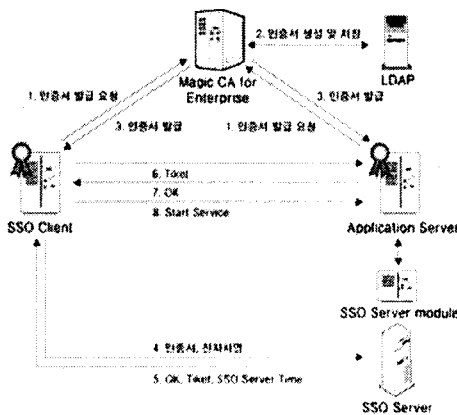 2. 인증서 생성 및 저장
Magic CA for
Enterprise
LDAP
1. 인증서 발급 요청
3. 인증서 발급
1. 인증서 발급 요청
3. 인증서 발급
6. Tiket
7. OK
8. Start Service
SSO Client
Application Server
SSO Server module
4. 인증서, 전자서명
5. OK, Tiket, SSO Server Time
SSO Server